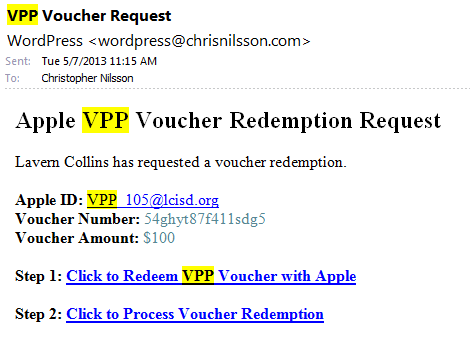 VPP Voucher Request
WordPress <wordpress@chrisnilsson.com>
Sent: Tue 5/7/2013 11:15 AM
To: Christopher Nilsson
Apple VPP Voucher Redemption Request
Lavern Collins has requested a voucher redemption.
Apple ID: VPP_105@lcisd.org
Voucher Number: 54ghyt87f411sdg5
Voucher Amount: $100
Step 1: Click to Redeem VPP Voucher with Apple
Step 2: Click to Process Voucher Redemption